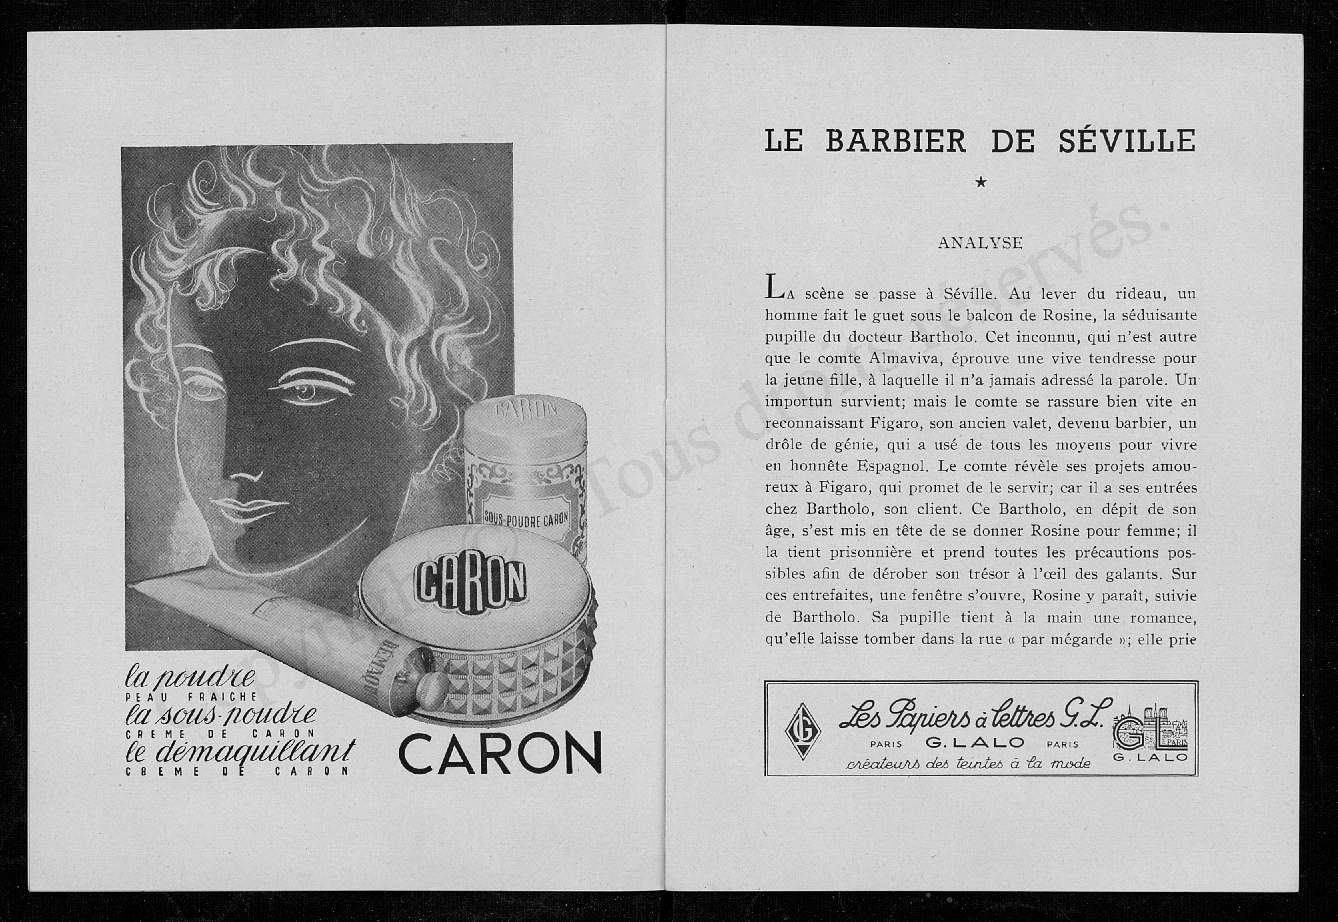 CARON
SOUS-POUDRE CARON
CARON
la poudre
PEAU FRAICHE
la sous-poudre
CREME DE CARON
le démaquillant
CREME DE CARON
CARON
LE BARBIER DE SÉVILLE
★
ANALYSE
LA scène se passe à Séville. Au lever du rideau, un
homme fait le guet sous le balcon de Rosine, la séduisante
pupille du docteur Bartholo. Cet inconnu, qui n'est autre
que le comte Almaviva, éprouve une vive tendresse pour
la jeune fille, à laquelle il n'a jamais adressé la parole. Un
importun survient; mais le comte se rassure bien vite en
reconnaissant Figaro, son ancien valet, devenu barbier, un
drôle de génie, qui a usé de tous les moyens pour vivre
en honnête Espagnol. Le comte révèle ses projets amou-
reux à Figaro, qui promet de le servir; car il a ses entrées
chez Bartholo, son client. Ce Bartholo, en dépit de son
âge, s'est mis en tête de se donner Rosine pour femme; il
la tient prisonnière et prend toutes les précautions pos-
sibles afin de dérober son trésor à l'œil des galants. Sur
ces entrefaites, une fenêtre s'ouvre, Rosine y paraît, suivie
de Bartholo. Sa pupille tient à la main une romance,
qu'elle laisse tomber dans la rue « par mégarde »; elle prie
Les Papiers à lettres G.L.
PARIS G. LALO PARIS
créateurs des teintes à la mode
GL
PARIS
G. LALO
© Tous droits réservés.